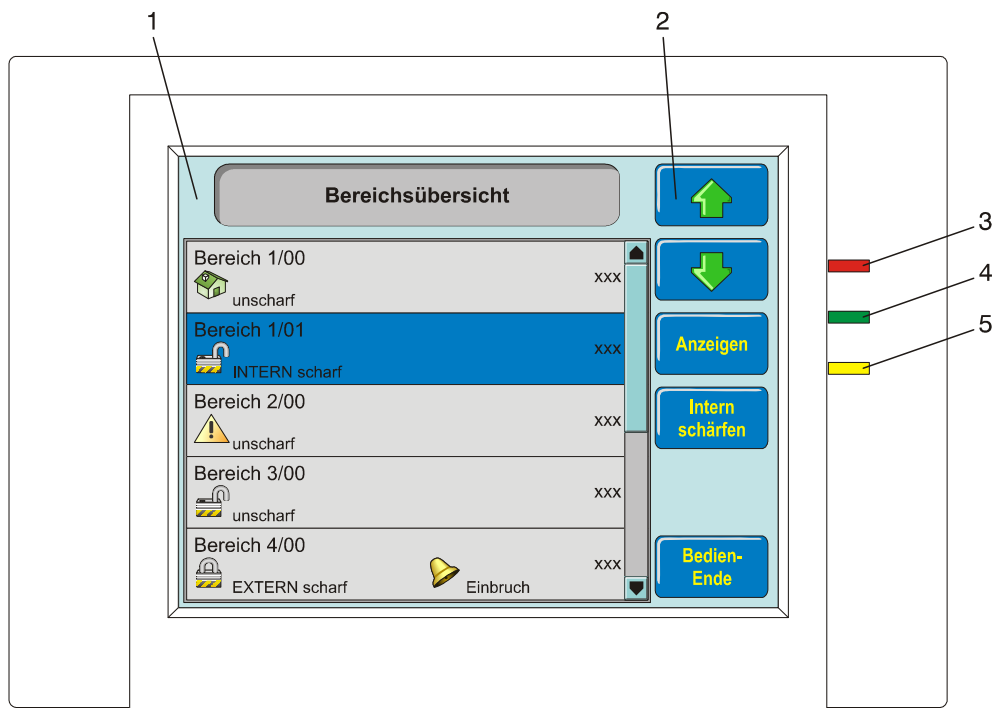 1
2
Bereichsübersicht
Bereich 1/00
xxx
unscharf
Bereich 1/01
xxx
INTERN scharf
Bereich 2/00
xxx
unscharf
Bereich 3/00
xxx
unscharf
Bereich 4/00
xxx
EXTERN scharf
Einbruch
Anzeigen
Intern
schärfen
Bedien-
Ende
3
4
5